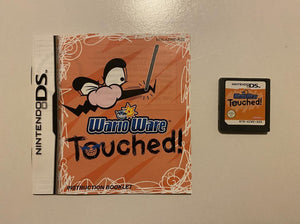 NINTENDO DS
WarioWare
Touched!
INSTRUCTION BOOKLET
NINTENDO DS
WarioWare
Touched!